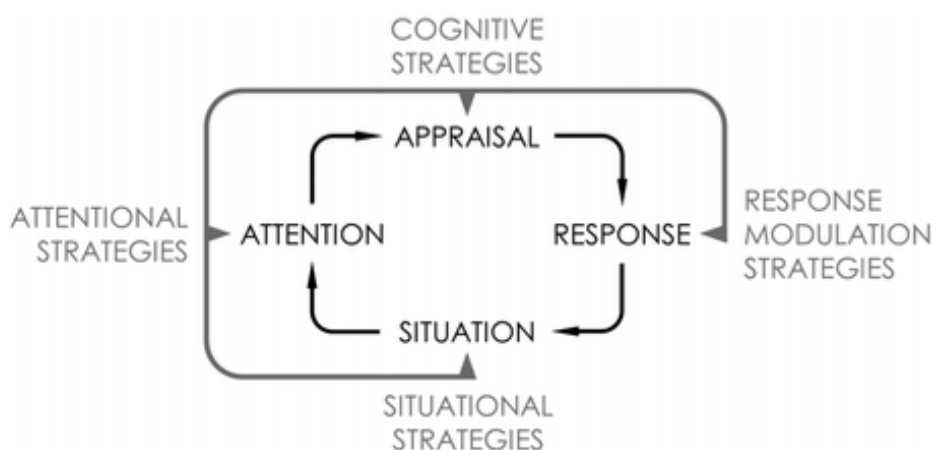 COGNITIVE
STRATEGIES
APPRAISAL
ATTENTIONAL
STRATEGIES
ATTENTION
RESPONSE
RESPONSE
MODULATION
STRATEGIES
SITUATION
SITUATIONAL
STRATEGIES